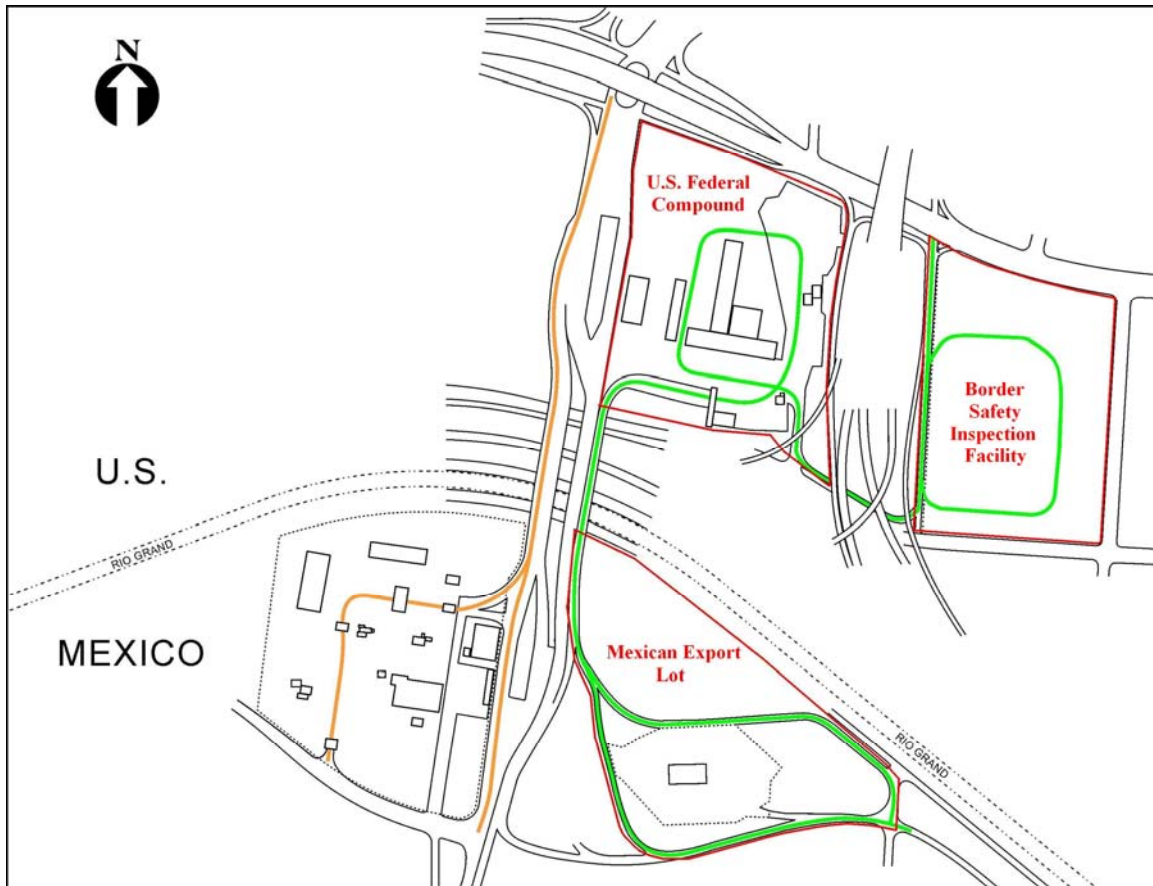 N
U.S. Federal
Compound
Border
Safety
Inspection
Facility
U.S.
RIO GRAND
MEXICO
Mexican Export
Lot
RIO GRAND